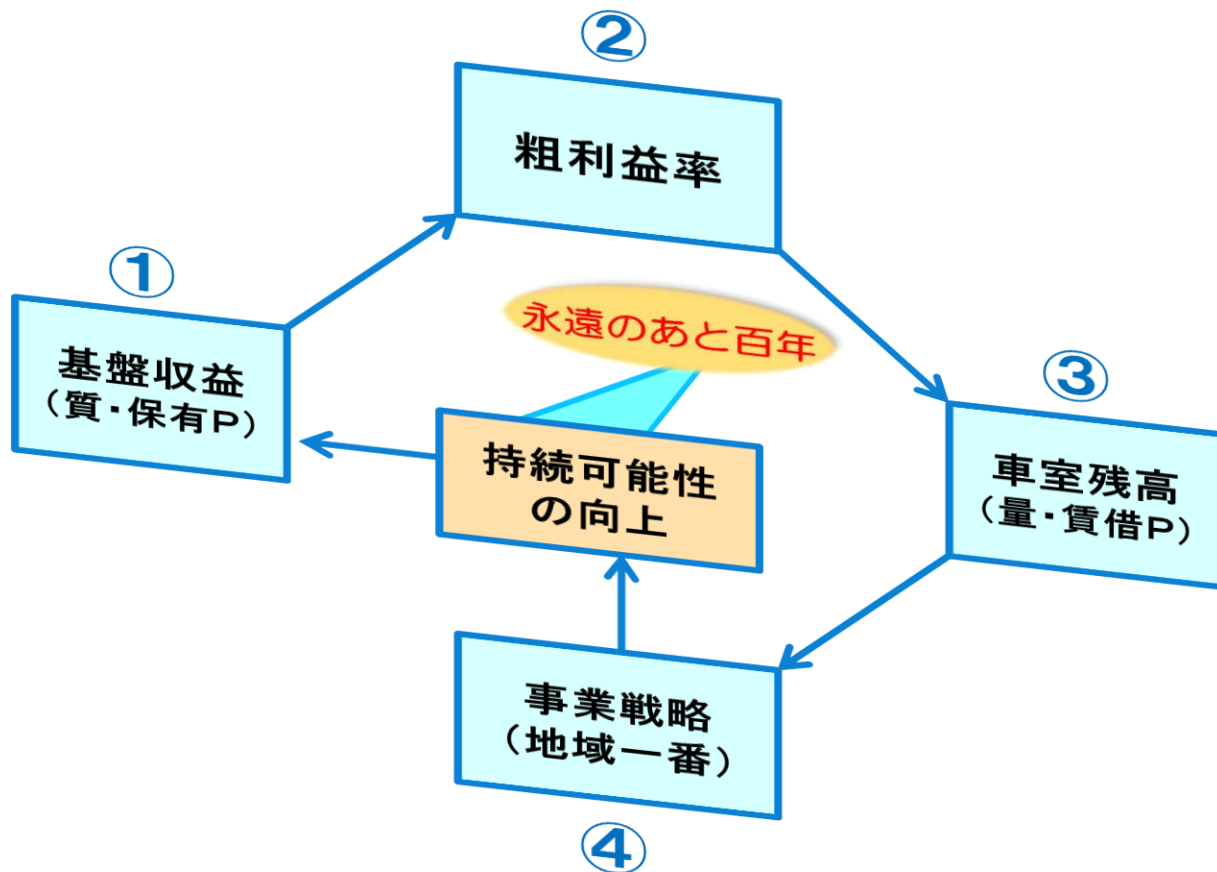 ①
基盤収益
（質・保有P）
②
粗利益率
③
車室残高
（量・賃借P）
④
事業戦略
（地域一番）
持続可能性
の向上
永遠のあと百年